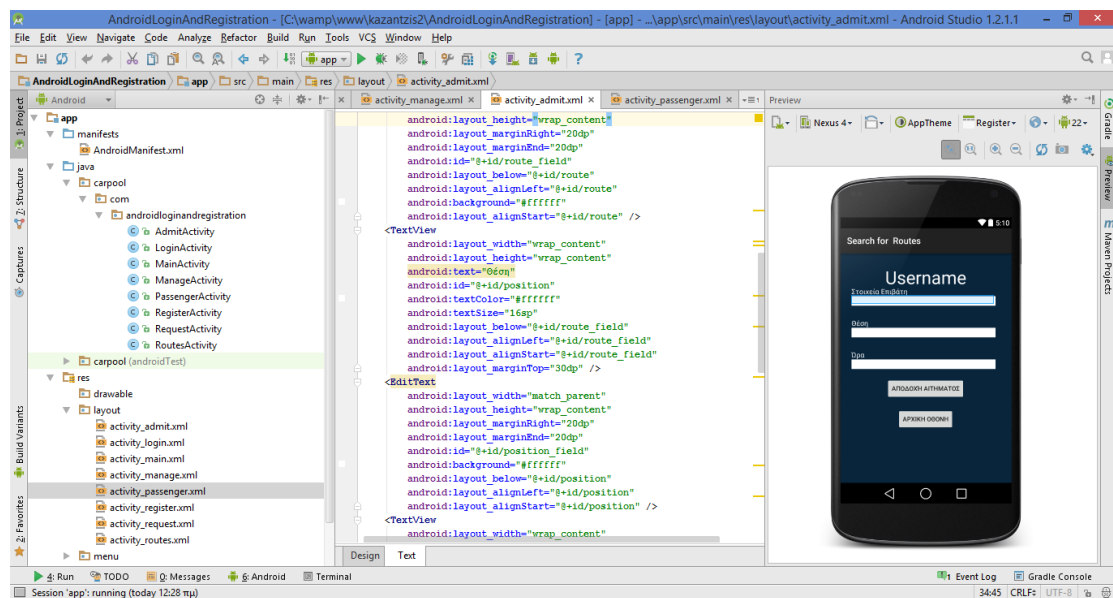 AndroidLoginAndRegistration - [C:\wamp\www\kazantzis2\AndroidLoginAndRegistration] - [app] - ...\app\src\main\res\layout\activity_admit.xml - Android Studio 1.2.1.1
File Edit View Navigate Code Analyze Refactor Build Run Tools VCS Window Help
app
AndroidLoginAndRegistration app src main res layout activity_admit.xml
1: Project
7: Structure
Captures
Build Variants
2: Favorites
Android
app
manifests
AndroidManifest.xml
java
carpool
com
androidloginandregistration
AdmitActivity
LoginActivity
MainActivity
ManageActivity
PassengerActivity
RegisterActivity
RequestActivity
RoutesActivity
carpool (androidTest)
res
drawable
layout
activity_admit.xml
activity_login.xml
activity_main.xml
activity_manage.xml
activity_passenger.xml
activity_register.xml
activity_request.xml
activity_routes.xml
menu
activity_manage.xml activity_admit.xml activity_passenger.xml
android:layout_height="wrap_content"
android:layout_marginRight="20dp"
android:layout_marginEnd="20dp"
android:id="@+id/route_field"
android:layout_below="@+id/route"
android:layout_alignLeft="@+id/route"
android:background="#ffffff"
android:layout_alignStart="@+id/route" />
<TextView
android:layout_width="wrap_content"
android:layout_height="wrap_content"
android:text="Θέση"
android:id="@+id/position"
android:textColor="#ffffff"
android:textSize="16sp"
android:layout_below="@+id/route_field"
android:layout_alignLeft="@+id/route_field"
android:layout_alignStart="@+id/route_field"
android:layout_marginTop="30dp" />
<EditText
android:layout_width="match_parent"
android:layout_height="wrap_content"
android:layout_marginRight="20dp"
android:layout_marginEnd="20dp"
android:id="@+id/position_field"
android:background="#ffffff"
android:layout_below="@+id/position"
android:layout_alignLeft="@+id/position"
android:layout_alignStart="@+id/position" />
<TextView
android:layout_width="wrap_content"
Design Text
Preview
Nexus 4 AppTheme Register 22
5:10
Search for Routes
Username
Στοιχεία Επιβάτη
Θέση
Ώρα
ΑΠΟΔΟΧΗ ΑΙΤΗΜΑΤΟΣ
ΑΡΧΙΚΗ ΟΘΟΝΗ
Gradle
Preview
Maven Projects
4: Run TODO 0: Messages 6: Android Terminal 1 Event Log Gradle Console
Session 'app': running (today 12:28 πμ) 34:45 CRLF UTF-8